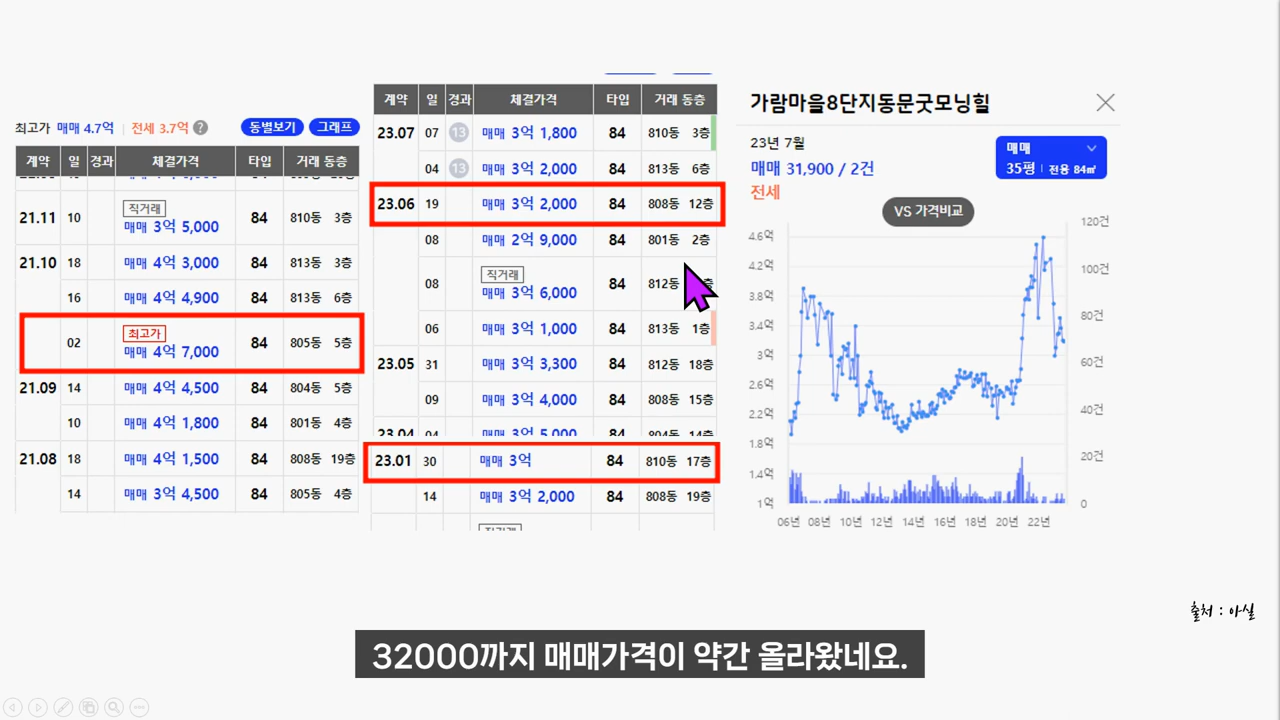 최고가 매매 4.7억 | 전세 3.7억 ? 동별보기 그래프
계약 일 경과 체결가격 타입 거래 동층
21.11 10 직거래 매매 3억 5,000 84 810동 3층
21.10 18 매매 4억 3,000 84 813동 3층
16 매매 4억 4,900 84 813동 6층
02 최고가 매매 4억 7,000 84 805동 5층
21.09 14 매매 4억 4,500 84 804동 5층
10 매매 4억 1,800 84 801동 4층
21.08 18 매매 4억 1,500 84 808동 19층
14 매매 3억 4,500 84 805동 4층
계약 일 경과 체결가격 타입 거래 동층
23.07 07 13 매매 3억 1,800 84 810동 3층
04 13 매매 3억 2,000 84 813동 6층
23.06 19 매매 3억 2,000 84 808동 12층
08 매매 2억 9,000 84 801동 2층
08 직거래 매매 3억 6,000 84 812동 층
06 매매 3억 1,000 84 813동 1층
23.05 31 매매 3억 3,300 84 812동 18층
09 매매 3억 4,000 84 808동 15층
23.04 04 매매 3억 5,000 84 804동 14층
23.01 30 매매 3억 84 810동 17층
14 매매 3억 2,000 84 808동 19층
직거래
가람마을8단지동문굿모닝힐
23년 7월
매매 31,900 / 2건
전세
매매
35평 | 전용 84㎡
VS 가격비교
4.6억 120건
4.2억 100건
3.8억 80건
3.4억
3억 60건
2.6억 40건
2.2억
1.8억 20건
1.4억
1억 0
06년 08년 10년 12년 14년 16년 18년 20년 22년
출처 : 아실
32000까지 매매가격이 약간 올라왔네요.